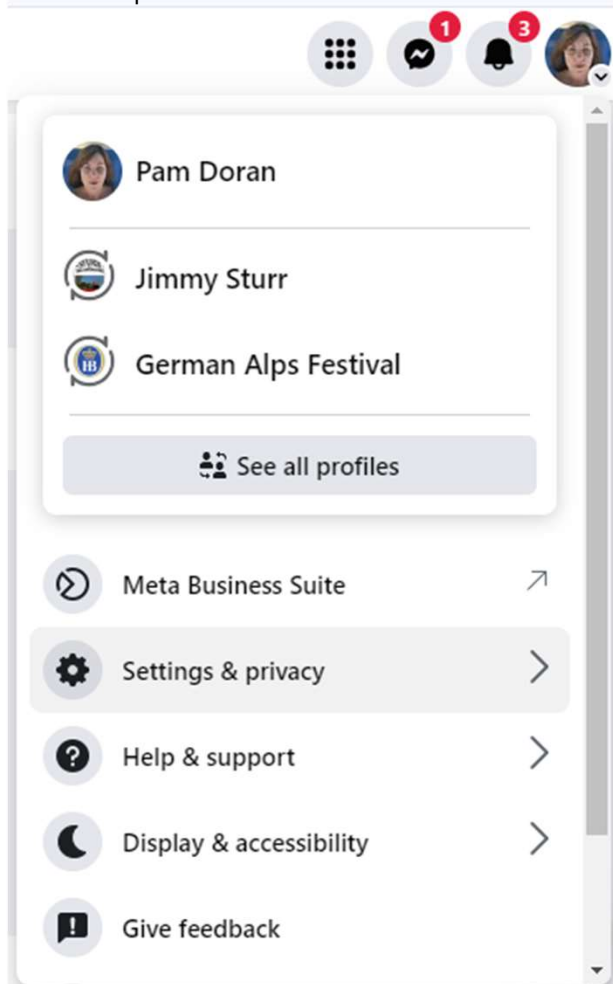 1
3
Pam Doran
Jimmy Sturr
HB
German Alps Festival
See all profiles
Meta Business Suite
Settings & privacy
Help & support
Display & accessibility
Give feedback